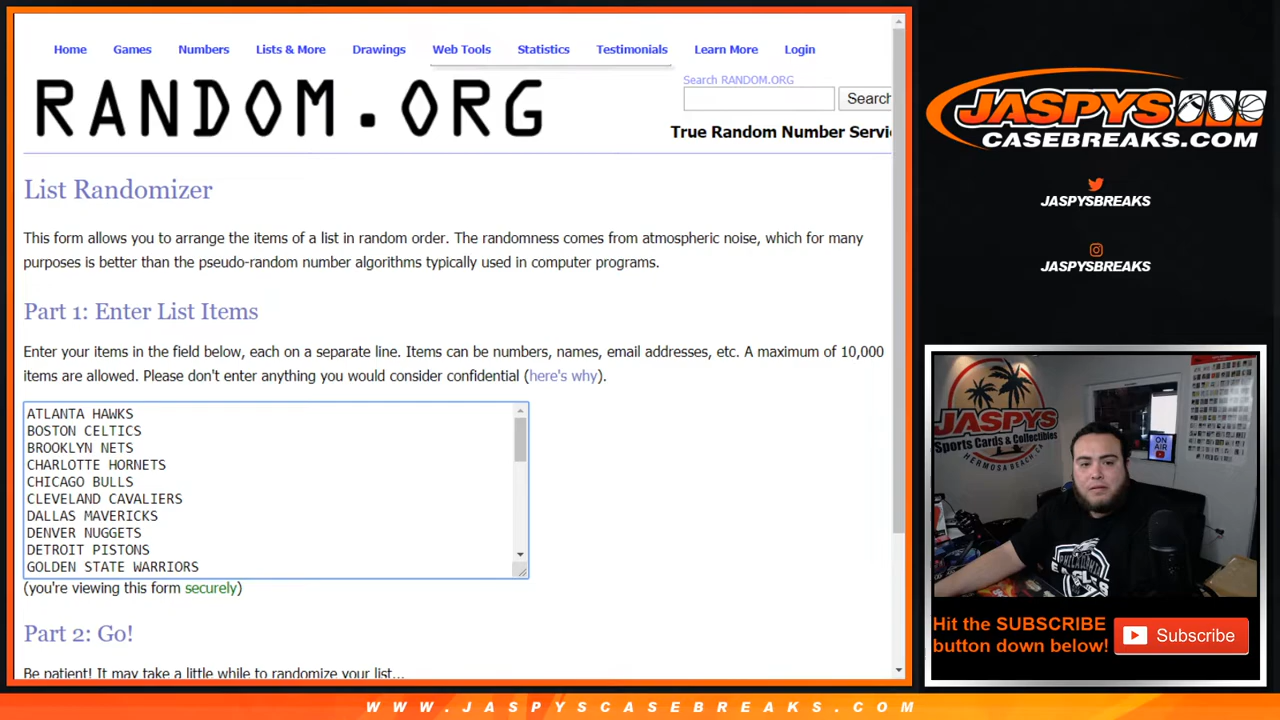 Home Games Numbers Lists & More Drawings Web Tools Statistics Testimonials Learn More Login
RANDOM.ORG
Search RANDOM.ORG
Search
True Random Number Servi
List Randomizer
This form allows you to arrange the items of a list in random order. The randomness comes from atmospheric noise, which for many
purposes is better than the pseudo-random number algorithms typically used in computer programs.
Part 1: Enter List Items
Enter your items in the field below, each on a separate line. Items can be numbers, names, email addresses, etc. A maximum of 10,000
items are allowed. Please don't enter anything you would consider confidential (here's why).
ATLANTA HAWKS
BOSTON CELTICS
BROOKLYN NETS
CHARLOTTE HORNETS
CHICAGO BULLS
CLEVELAND CAVALIERS
DALLAS MAVERICKS
DENVER NUGGETS
DETROIT PISTONS
GOLDEN STATE WARRIORS
(you're viewing this form securely)
Part 2: Go!
Be patient! It may take a little while to randomize your list...
JASPYS
CASEBREAKS.COM
JASPYSBREAKS
JASPYSBREAKS
JASPYS
Sports Cards & Collectibles
HERMOSA BEACH, CA
ON
AIR
PHILADELPHIA
EAGLES
Hit the SUBSCRIBE
button down below!
Subscribe
WWW.JASPYSCASEBREAKS.COM